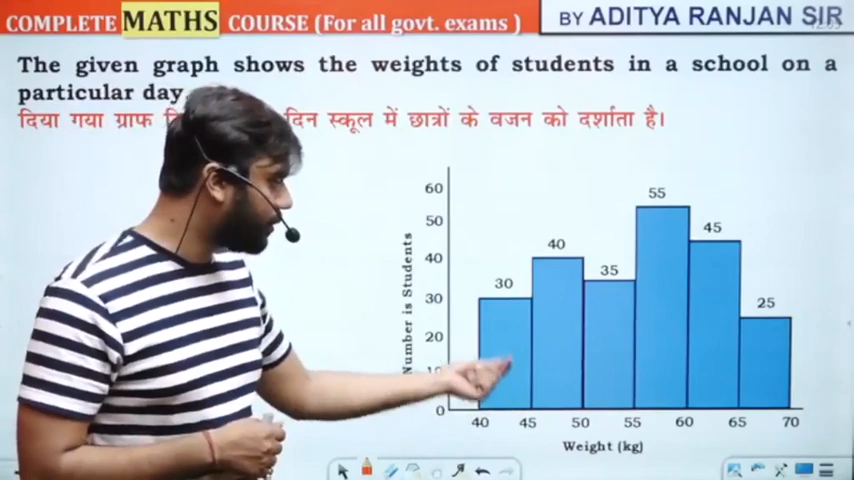 COMPLETE MATHS COURSE (For all govt. exams )
BY ADITYA RANJAN SIR
The given graph shows the weights of students in a school on a
particular day
दिया गया ग्राफ दिन स्कूल में छात्रों के वजन को दर्शाता है।
Number is Students
60
50
40
30
20
0
30
40
35
55
45
25
40 45 50 55 60 65 70
Weight (kg)